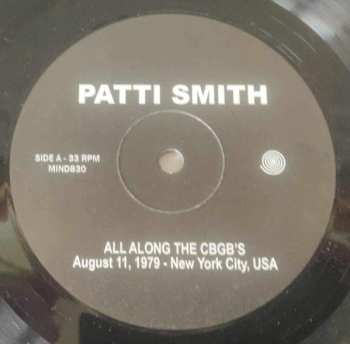 PATTI SMITH
SIDE A - 33 RPM
MIND830
ALL ALONG THE CBGB'S
August 11, 1979 - New York City, USA